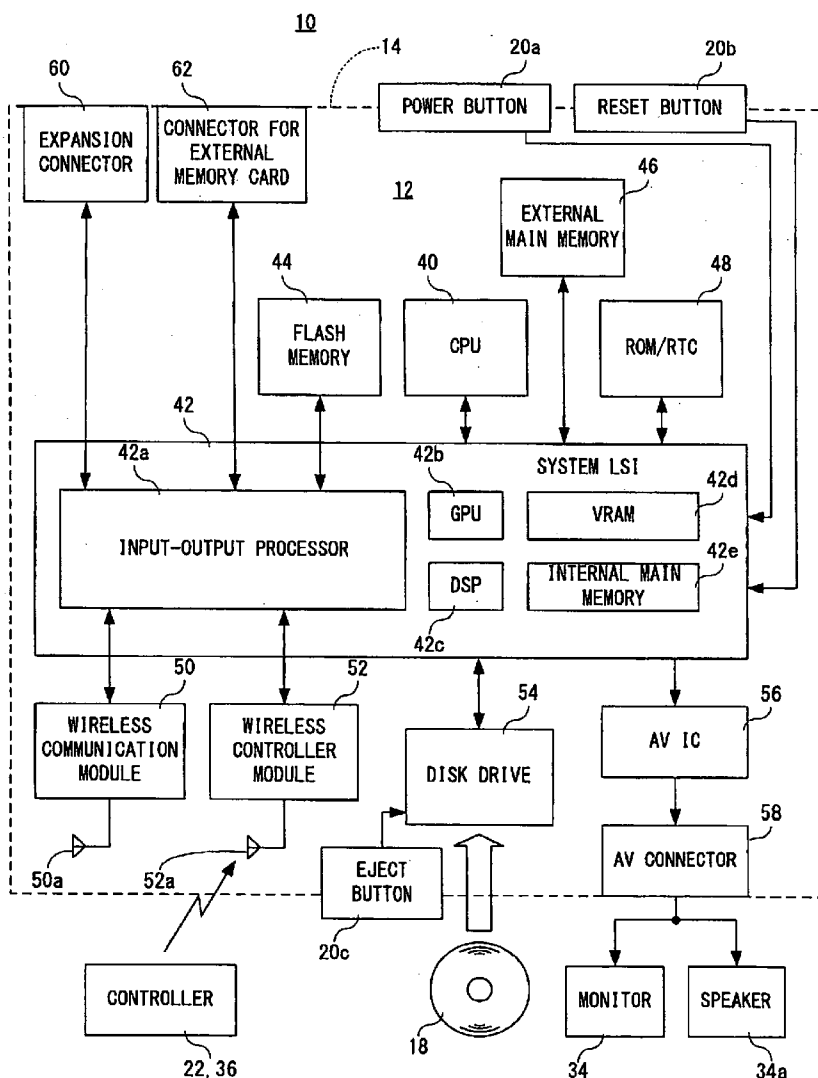 10
14
20a
20b
60
62
POWER BUTTON
RESET BUTTON
EXPANSION
CONNECTOR
CONNECTOR FOR
EXTERNAL
MEMORY CARD
12
46
EXTERNAL
MAIN MEMORY
44
40
48
FLASH
MEMORY
CPU
ROM/RTC
42
SYSTEM LSI
42a
42b
42d
INPUT-OUTPUT PROCESSOR
GPU
VRAM
42e
DSP
INTERNAL MAIN
MEMORY
42c
50
52
54
56
WIRELESS
COMMUNICATION
MODULE
WIRELESS
CONTROLLER
MODULE
DISK DRIVE
AV IC
58
50a
52a
EJECT
BUTTON
AV CONNECTOR
20c
CONTROLLER
MONITOR
SPEAKER
22, 36
18
34
34a